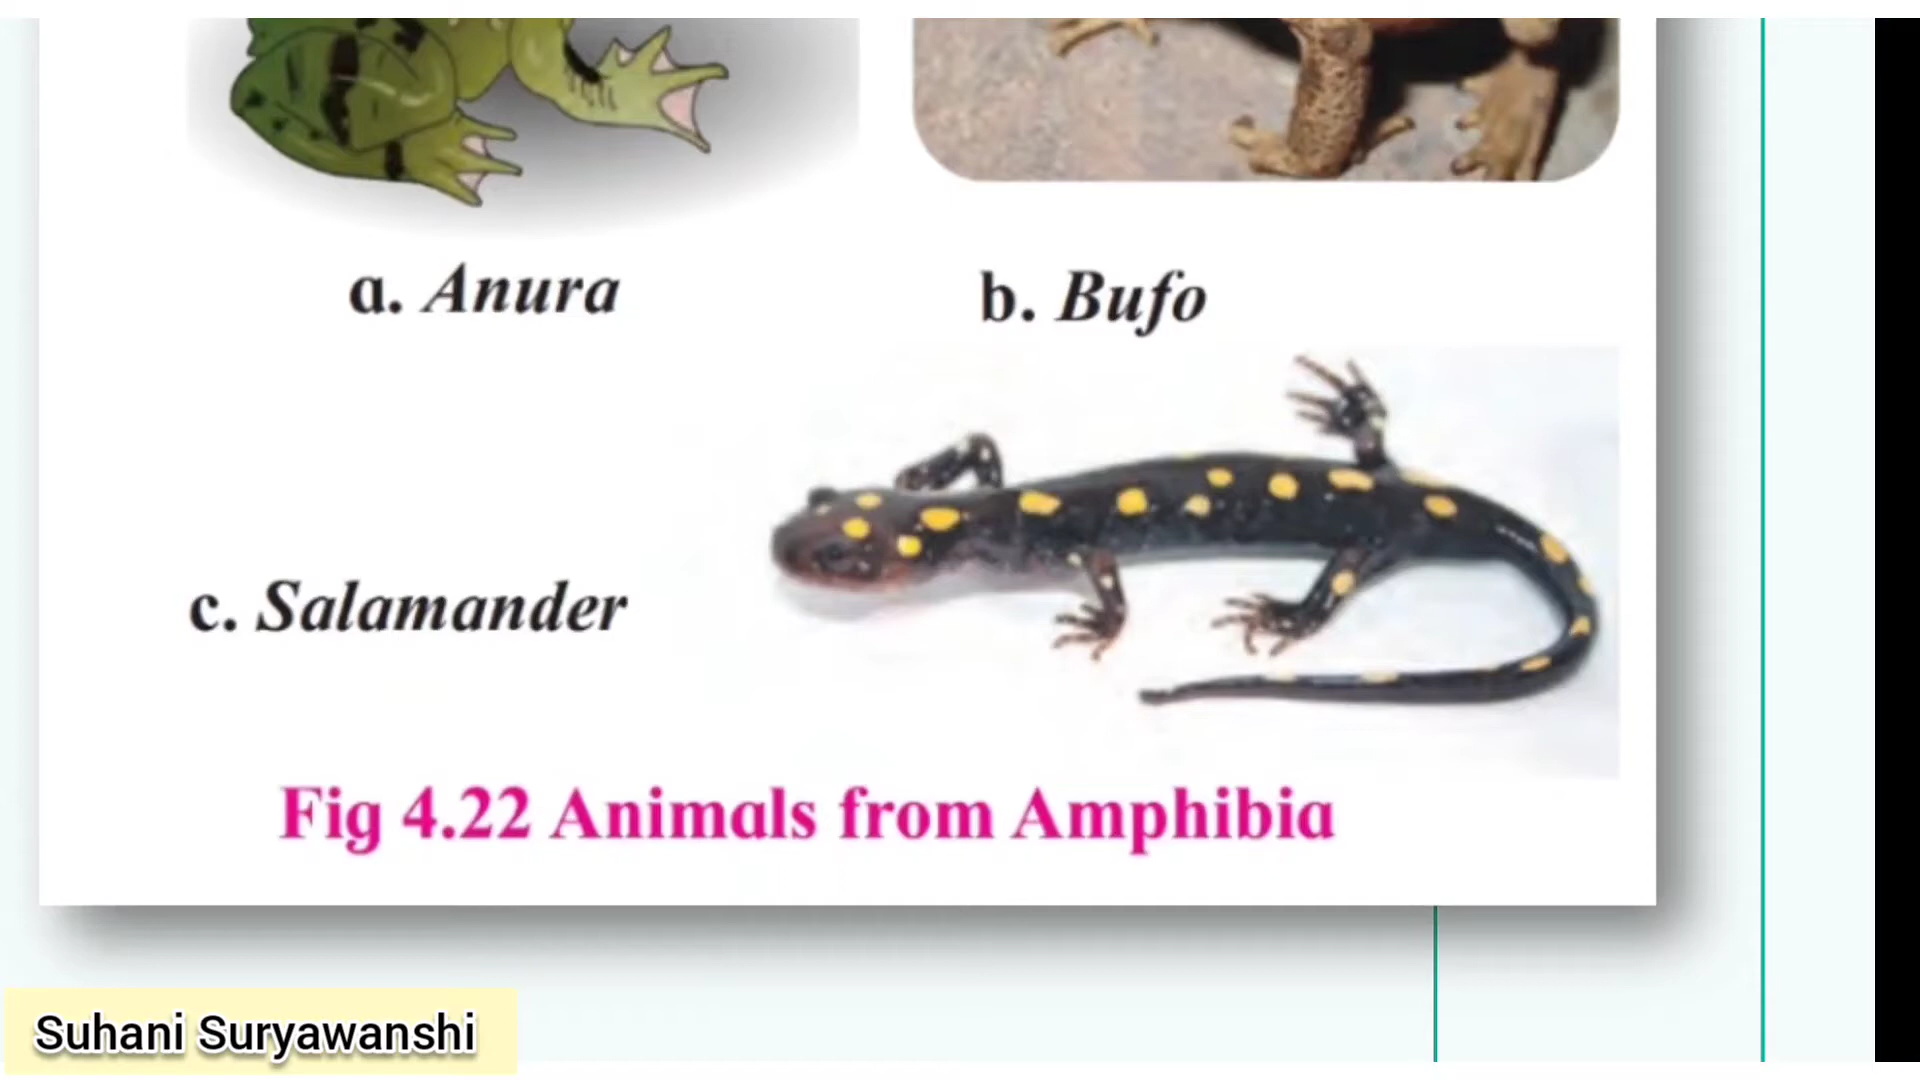 a. Anura
b. Bufo
c. Salamander
Fig 4.22 Animals from Amphibia
Suhani Suryawanshi